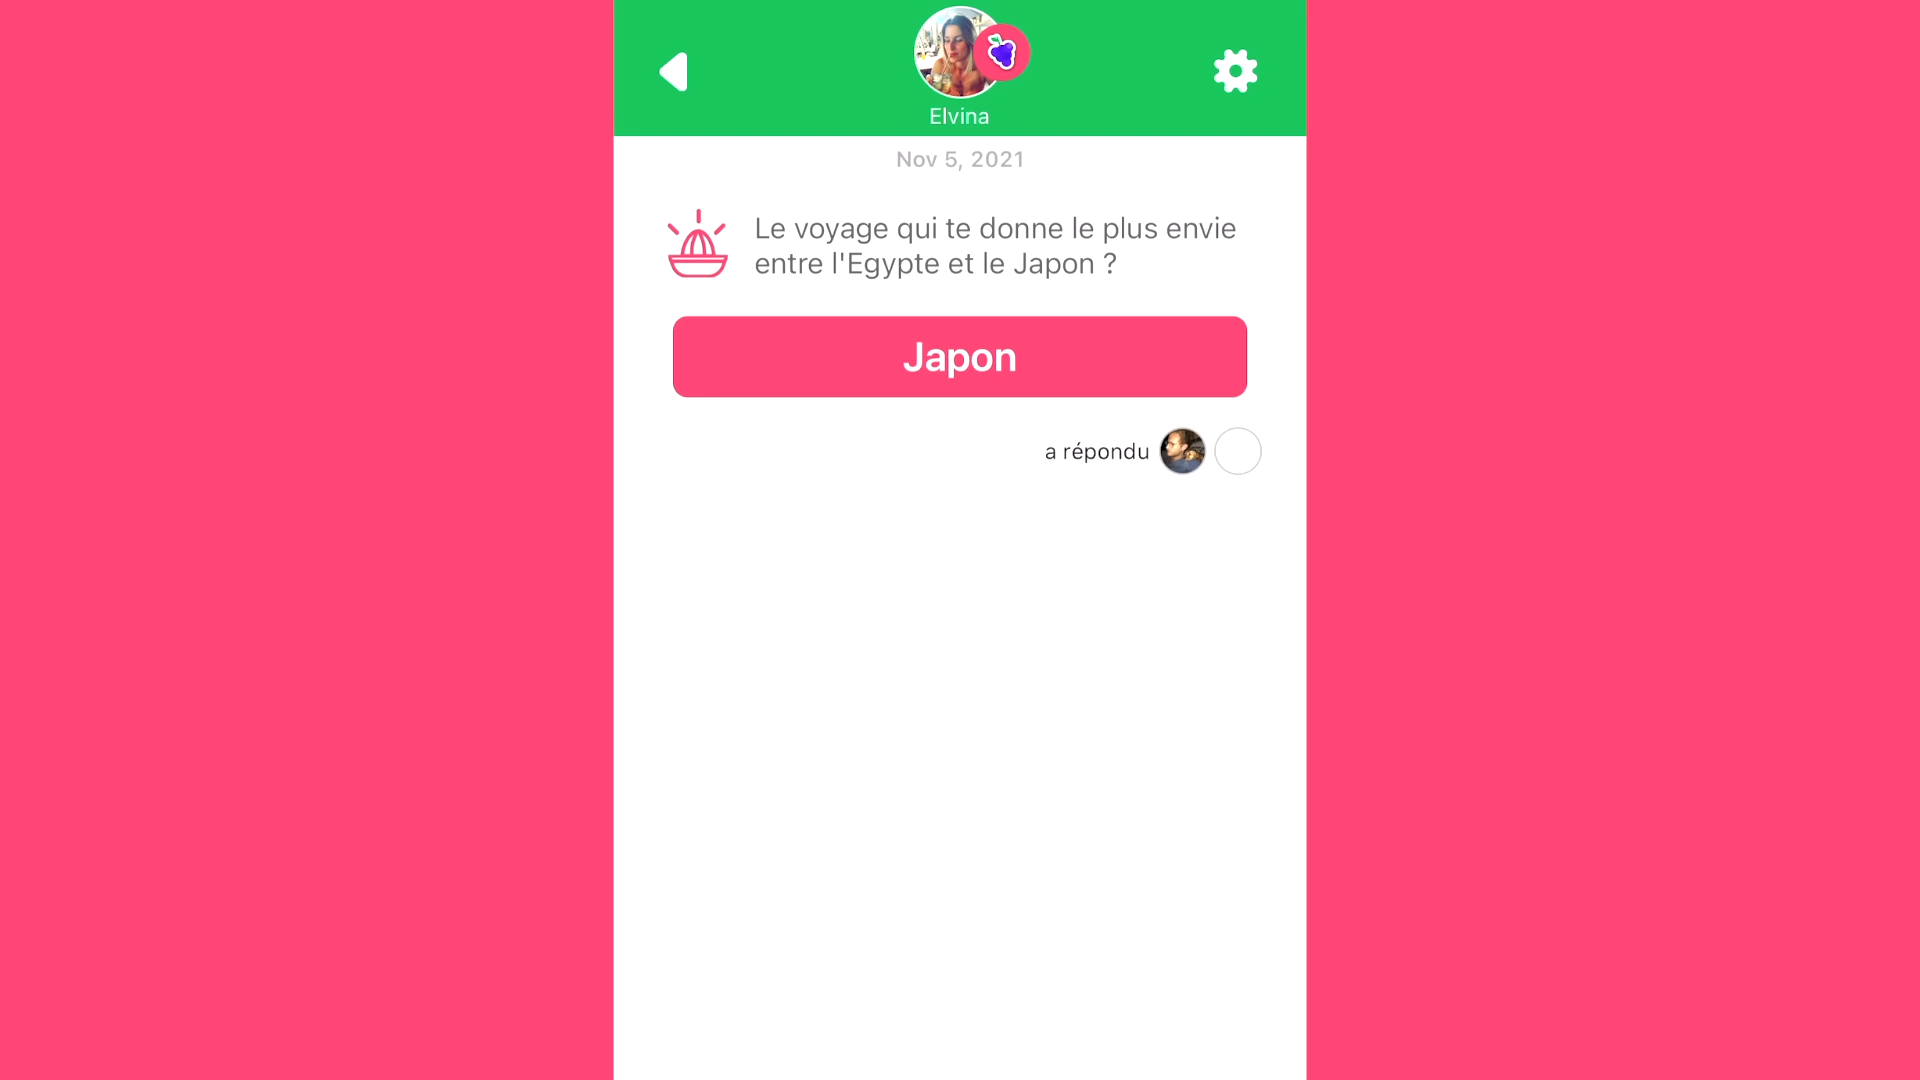 Elvina
Nov 5, 2021
Le voyage qui te donne le plus envie
entre l'Egypte et le Japon ?
Japon
a répondu